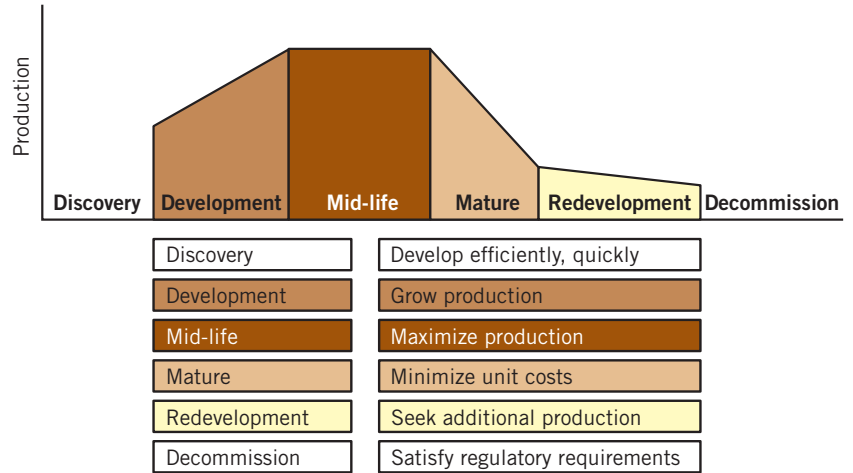 Production
Discovery Development Mid-life Mature Redevelopment Decommission
Discovery Develop efficiently, quickly
Development Grow production
Mid-life Maximize production
Mature Minimize unit costs
Redevelopment Seek additional production
Decommission Satisfy regulatory requirements